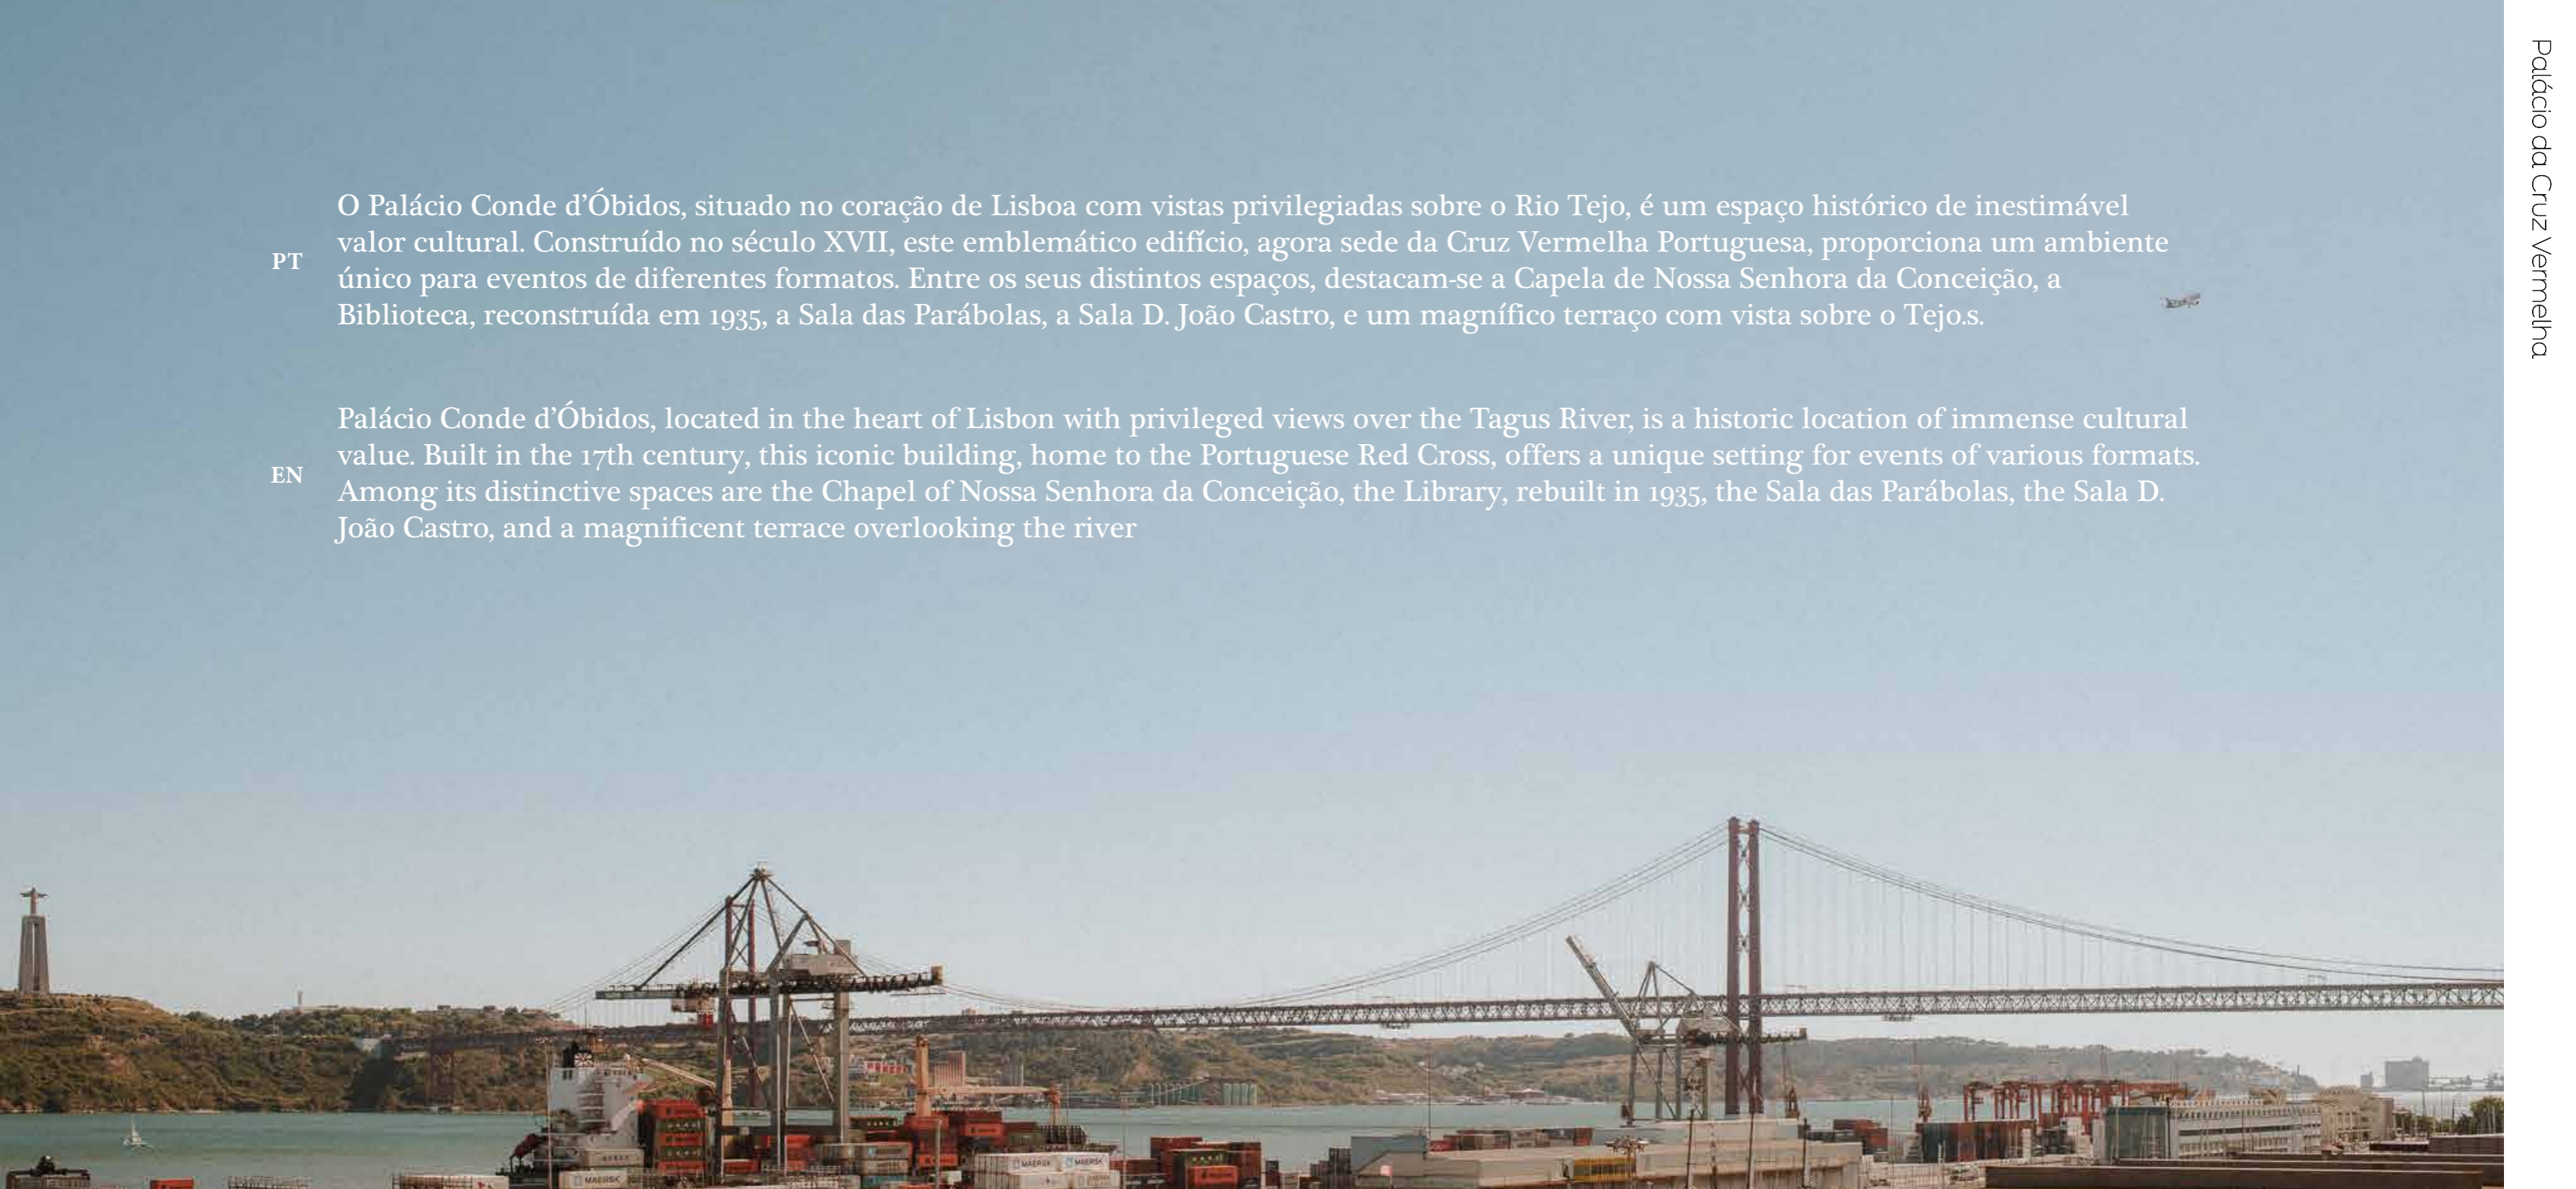 Palácio da Cruz Vermelha
PT
O Palácio Conde d’Óbidos, situado no coração de Lisboa com vistas privilegiadas sobre o Rio Tejo, é um espaço histórico de inestimável
valor cultural. Construído no século XVII, este emblemático edifício, agora sede da Cruz Vermelha Portuguesa, proporciona um ambiente
único para eventos de diferentes formatos. Entre os seus distintos espaços, destacam-se a Capela de Nossa Senhora da Conceição, a
Biblioteca, reconstruída em 1935, a Sala das Parábolas, a Sala D. João Castro, e um magnífico terraço com vista sobre o Tejo.s.
EN
Palácio Conde d’Óbidos, located in the heart of Lisbon with privileged views over the Tagus River, is a historic location of immense cultural
value. Built in the 17th century, this iconic building, home to the Portuguese Red Cross, offers a unique setting for events of various formats.
Among its distinctive spaces are the Chapel of Nossa Senhora da Conceição, the Library, rebuilt in 1935, the Sala das Parábolas, the Sala D.
João Castro, and a magnificent terrace overlooking the river
MAERSK
MAERSK
MAERSK